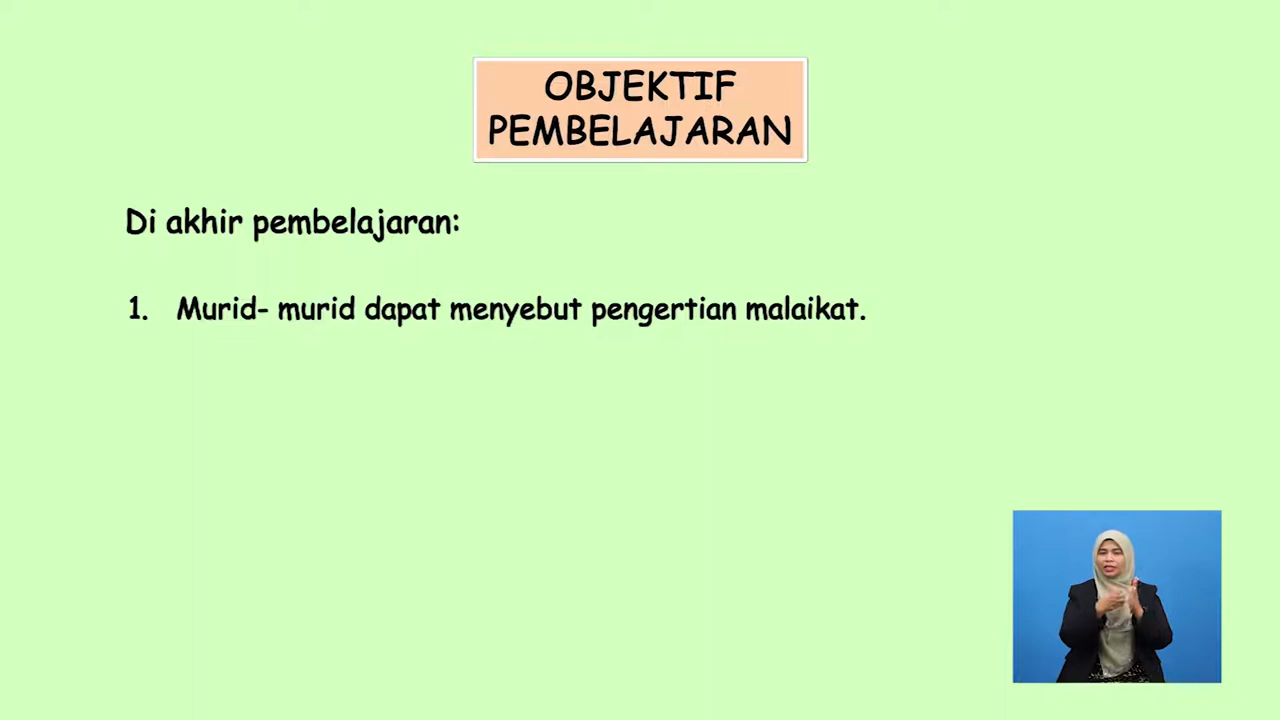 OBJEKTIF
PEMBELAJARAN
Di akhir pembelajaran:
1. Murid- murid dapat menyebut pengertian malaikat.